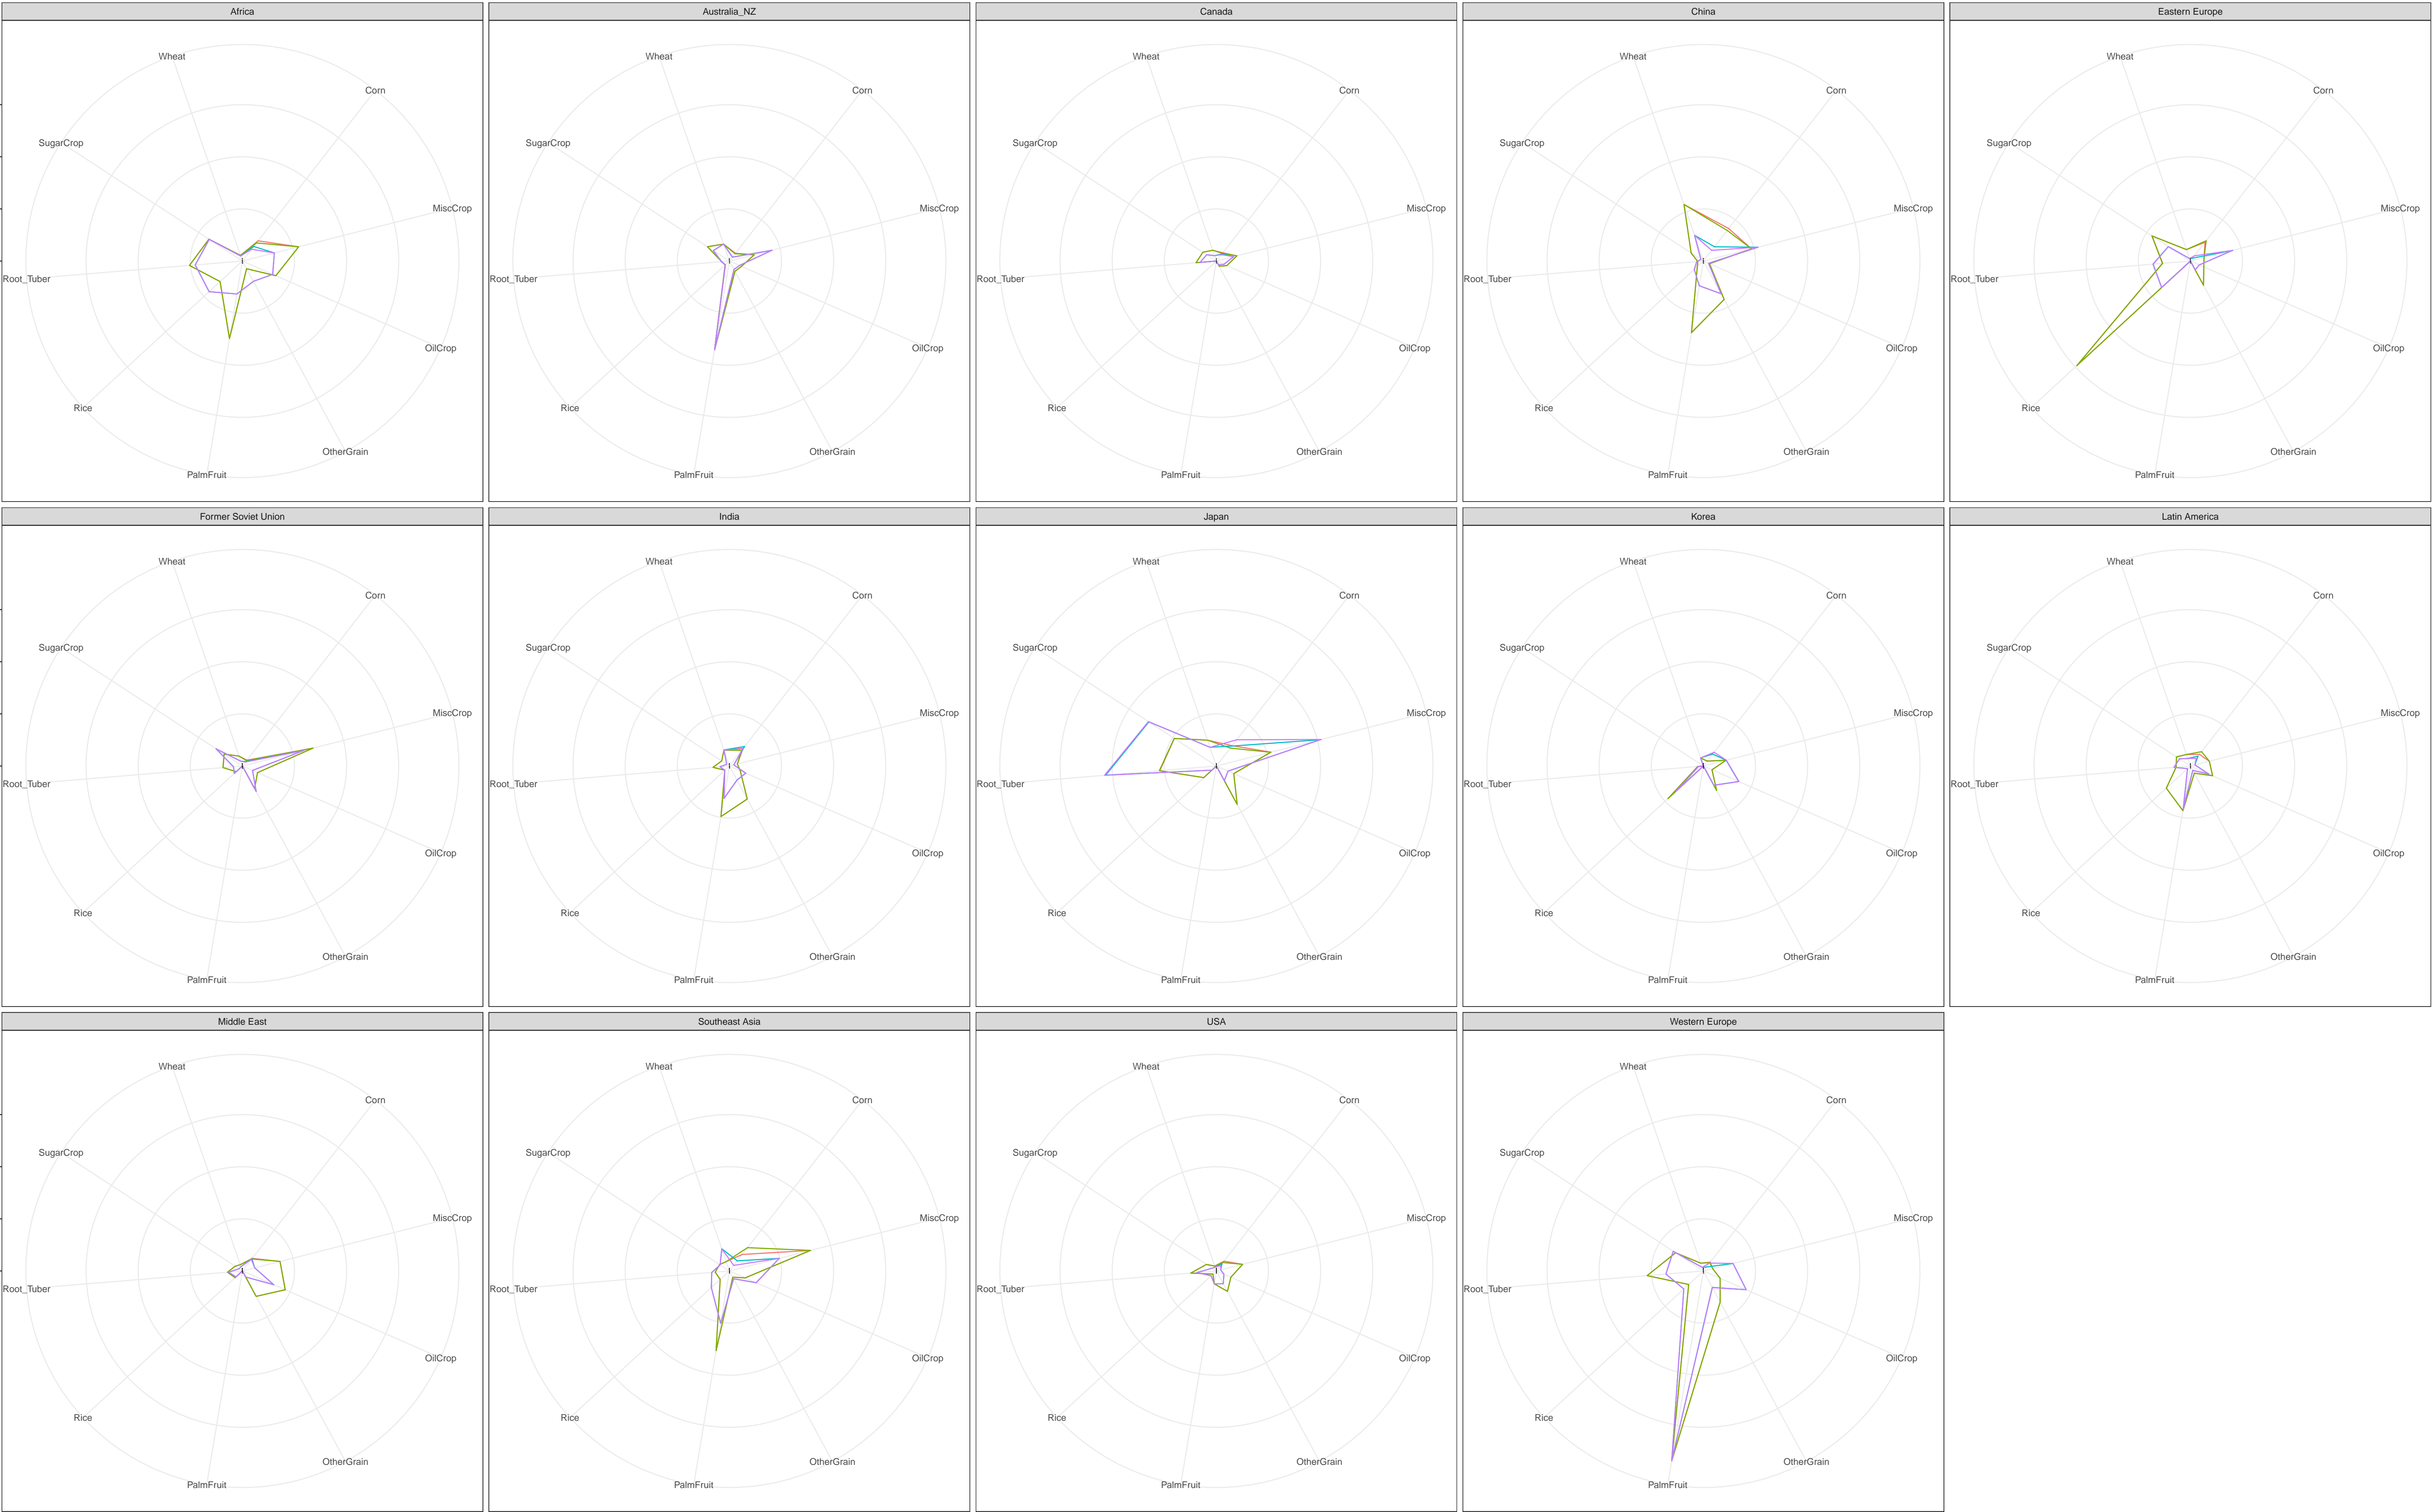 Africa
Australia_NZ
Canada
China
Eastern Europe
Wheat
Corn
MiscCrop
OilCrop
OtherGrain
PalmFruit
Rice
Root_Tuber
SugarCrop
Wheat
Corn
MiscCrop
OilCrop
OtherGrain
PalmFruit
Rice
Root_Tuber
SugarCrop
Wheat
Corn
MiscCrop
OilCrop
OtherGrain
PalmFruit
Rice
Root_Tuber
SugarCrop
Wheat
Corn
MiscCrop
OilCrop
OtherGrain
PalmFruit
Rice
Root_Tuber
SugarCrop
Wheat
Corn
MiscCrop
OilCrop
OtherGrain
PalmFruit
Rice
Root_Tuber
SugarCrop
Former Soviet Union
India
Japan
Korea
Latin America
Wheat
Corn
MiscCrop
OilCrop
OtherGrain
PalmFruit
Rice
Root_Tuber
SugarCrop
Wheat
Corn
MiscCrop
OilCrop
OtherGrain
PalmFruit
Rice
Root_Tuber
SugarCrop
Wheat
Corn
MiscCrop
OilCrop
OtherGrain
PalmFruit
Rice
Root_Tuber
SugarCrop
Wheat
Corn
MiscCrop
OilCrop
OtherGrain
PalmFruit
Rice
Root_Tuber
SugarCrop
Wheat
Corn
MiscCrop
OilCrop
OtherGrain
PalmFruit
Rice
Root_Tuber
SugarCrop
Middle East
Southeast Asia
USA
Western Europe
Wheat
Corn
MiscCrop
OilCrop
OtherGrain
PalmFruit
Rice
Root_Tuber
SugarCrop
Wheat
Corn
MiscCrop
OilCrop
OtherGrain
PalmFruit
Rice
Root_Tuber
SugarCrop
Wheat
Corn
MiscCrop
OilCrop
OtherGrain
PalmFruit
Rice
Root_Tuber
SugarCrop
Wheat
Corn
MiscCrop
OilCrop
OtherGrain
PalmFruit
Rice
Root_Tuber
SugarCrop